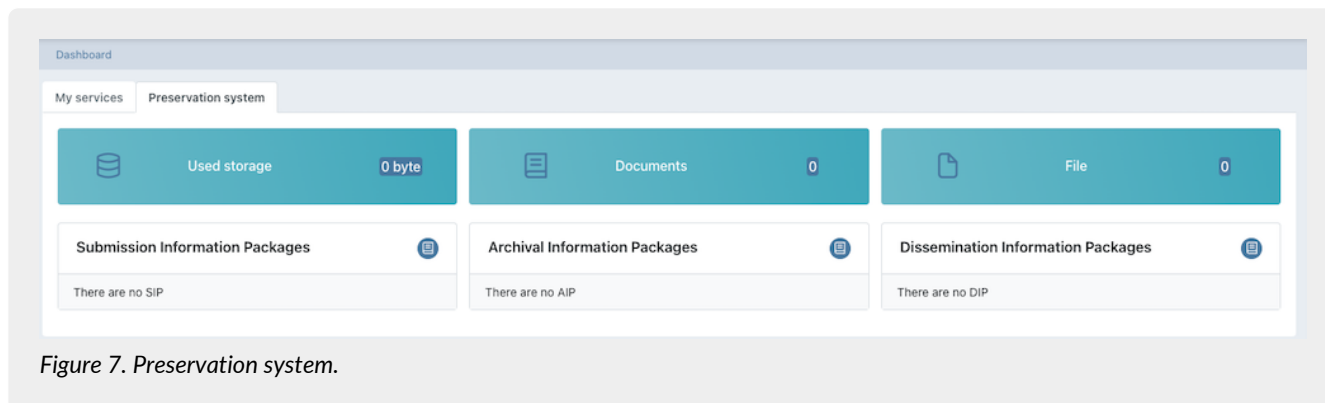 Dashboard
My services Preservation system
Used storage 0 byte Documents 0 File 0
Submission Information Packages Archival Information Packages Dissemination Information Packages
There are no SIP There are no AIP There are no DIP
Figure 7. Preservation system.